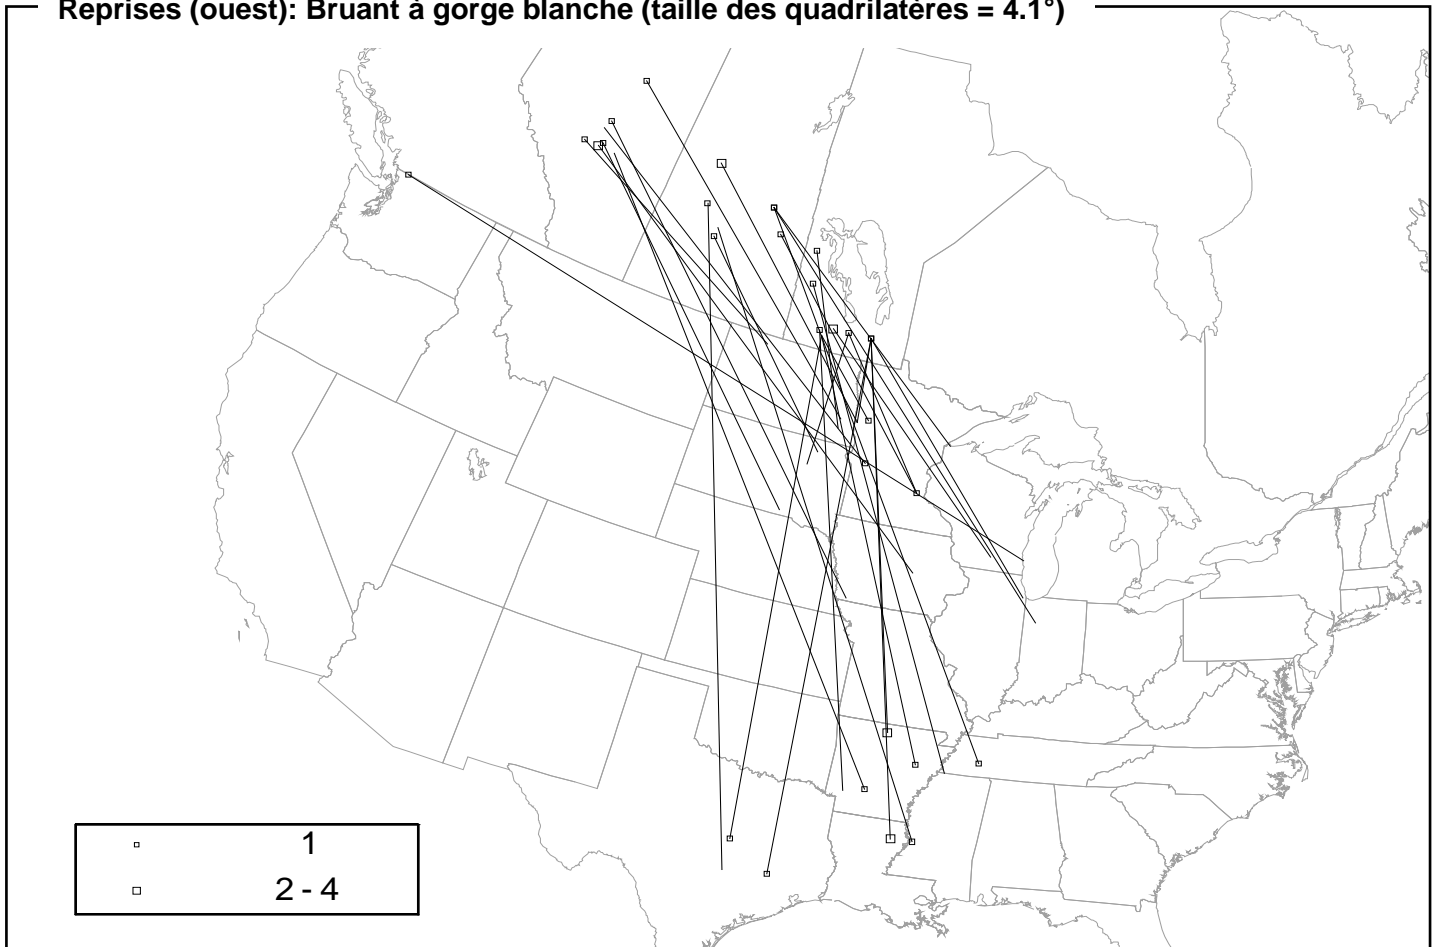 Reprises (ouest): Bruant à gorge blanche (taille des quadrilatères = 4.1°)
1
2 - 4